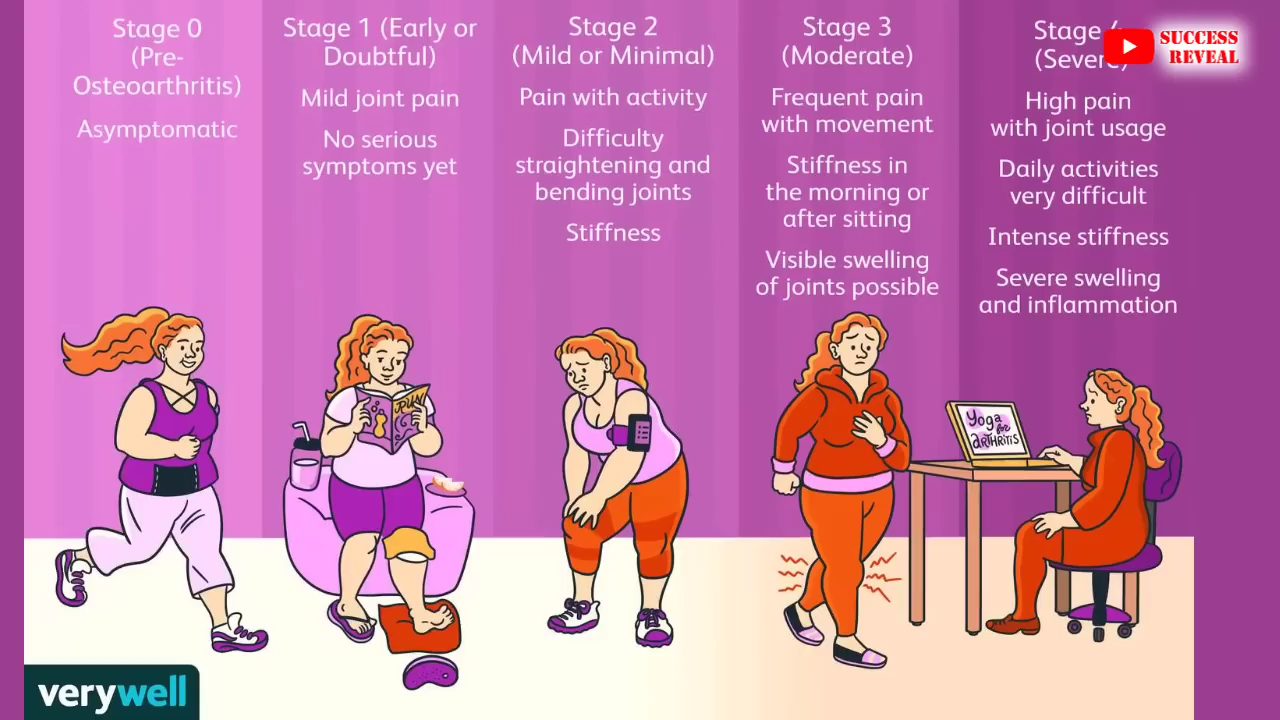 Stage 0
(Pre-
Osteoarthritis)
Asymptomatic
Stage 1 (Early or
Doubtful)
Mild joint pain
No serious
symptoms yet
Stage 2
(Mild or Minimal)
Pain with activity
Difficulty
straightening and
bending joints
Stiffness
Stage 3
(Moderate)
Frequent pain
with movement
Stiffness in
the morning or
after sitting
Visible swelling
of joints possible
Stage
(Severe)
High pain
with joint usage
Daily activities
very difficult
Intense stiffness
Severe swelling
and inflammation
SUCCESS
REVEAL
RUN
Yoga
for
ARTHRITIS
verywell